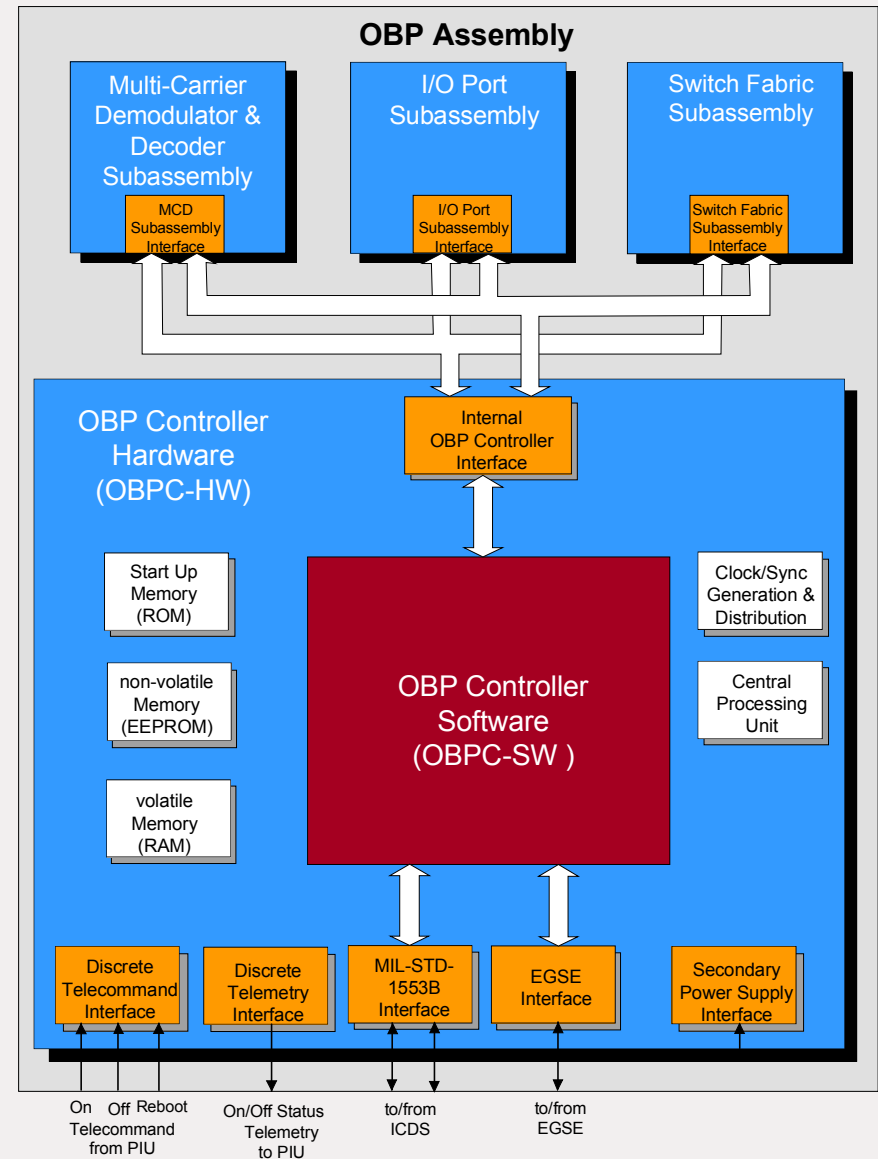 OBP Assembly
Multi-Carrier
Demodulator &
Decoder
Subassembly
MCD
Subassembly
Interface
I/O Port
Subassembly
I/O Port
Subassembly
Interface
Switch Fabric
Subassembly
Switch Fabric
Subassembly
Interface
OBP Controller
Hardware
(OBPC-HW)
Internal
OBP Controller
Interface
Start Up
Memory
(ROM)
non-volatile
Memory
(EEPROM)
volatile
Memory
(RAM)
OBP Controller
Software
(OBPC-SW )
Clock/Sync
Generation &
Distribution
Central
Processing
Unit
Discrete
Telecommand
Interface
Discrete
Telemetry
Interface
MIL-STD-
1553B
Interface
EGSE
Interface
Secondary
Power Supply
Interface
On Off Reboot
Telecommand
from PIU
On/Off Status
Telemetry
to PIU
to/from
ICDS
to/from
EGSE